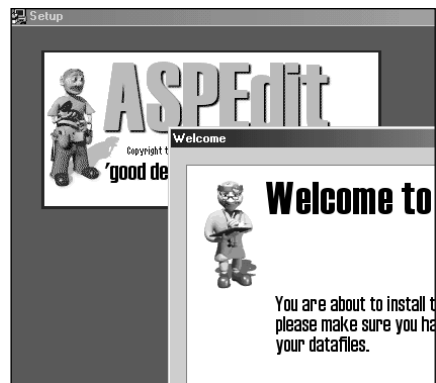 Setup
ASPEdit
Copyright t
'good de
Welcome
Welcome to
You are about to install t
please make sure you ha
your datafiles.